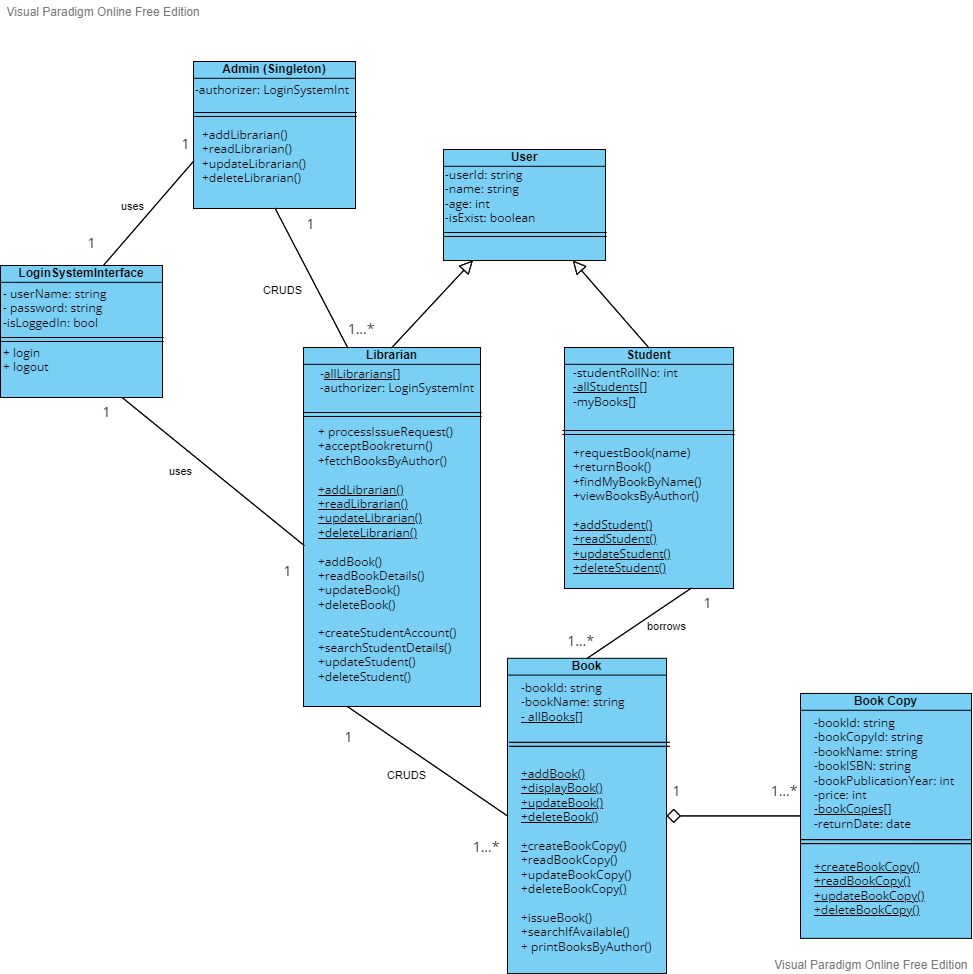 Visual Paradigm Online Free Edition
Admin (Singleton)
-authorizer: LoginSystemInt
+addLibrarian()
+readLibrarian()
+updateLibrarian()
+deleteLibrarian()
1
uses
1
1
CRUDS
1...*
User
-userId: string
-name: string
-age: int
-isExist: boolean
LoginSystemInterface
- userName: string
- password: string
-isLoggedIn: bool
+ login
+ logout
1
uses
1
Librarian
-allLibrarians[]
-authorizer: LoginSystemInt
+ processIssueRequest()
+acceptBookreturn()
+fetchBooksByAuthor()
+addLibrarian()
+readLibrarian()
+updateLibrarian()
+deleteLibrarian()
+addBook()
+readBookDetails()
+updateBook()
+deleteBook()
+createStudentAccount()
+searchStudentDetails()
+updateStudent()
+deleteStudent()
Student
-studentRollNo: int
-allStudents[]
-myBooks[]
+requestBook(name)
+returnBook()
+findMyBookByName()
+viewBooksByAuthor()
+addStudent()
+readStudent()
+updateStudent()
+deleteStudent()
1
borrows
1...*
1
CRUDS
1...*
Book
-bookId: string
-bookName: string
- allBooks[]
+addBook()
+displayBook()
+updateBook()
+deleteBook()
+createBookCopy()
+readBookCopy()
+updateBookCopy()
+deleteBookCopy()
+issueBook()
+searchIfAvailable()
+ printBooksByAuthor()
1
1...*
Book Copy
-bookId: string
-bookCopyId: string
-bookName: string
-bookISBN: string
-bookPublicationYear: int
-price: int
-bookCopies[]
-returnDate: date
+createBookCopy()
+readBookCopy()
+updateBookCopy()
+deleteBookCopy()
Visual Paradigm Online Free Edition